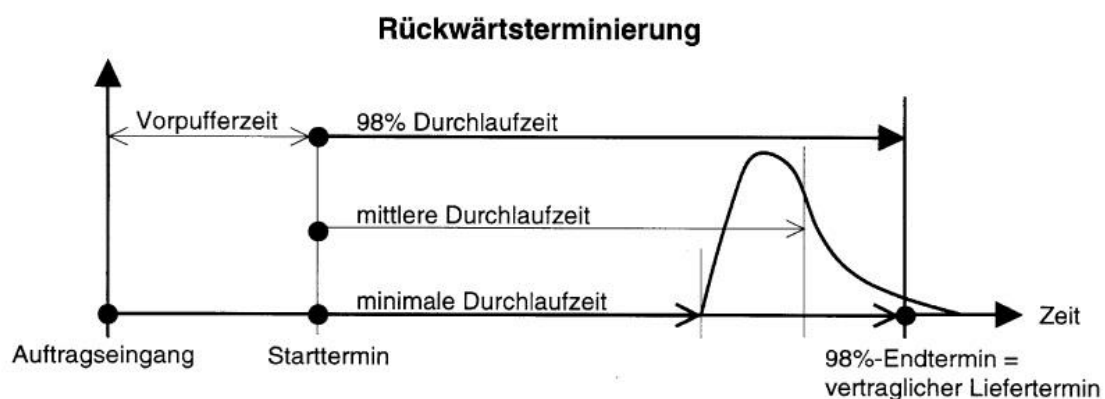 Rückwärtsterminierung
Vorpufferzeit
98% Durchlaufzeit
mittlere Durchlaufzeit
minimale Durchlaufzeit
Zeit
Auftragseingang
Starttermin
98%-Endtermin =
vertraglicher Liefertermin